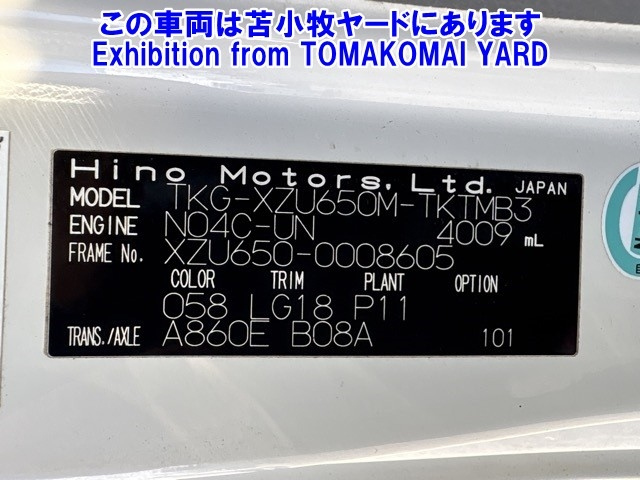 この車両は苫小牧ヤードにあります
Exhibition from TOMAKOMAI YARD
Hino Motors, Ltd. JAPAN
MODEL TKG-XZU650M-TKTMB3
ENGINE N04C-UN 4009 mL
FRAME No. XZU650-0008605
COLOR TRIM PLANT OPTION
058 LG18 P11
TRANS./AXLE A860E B08A 101